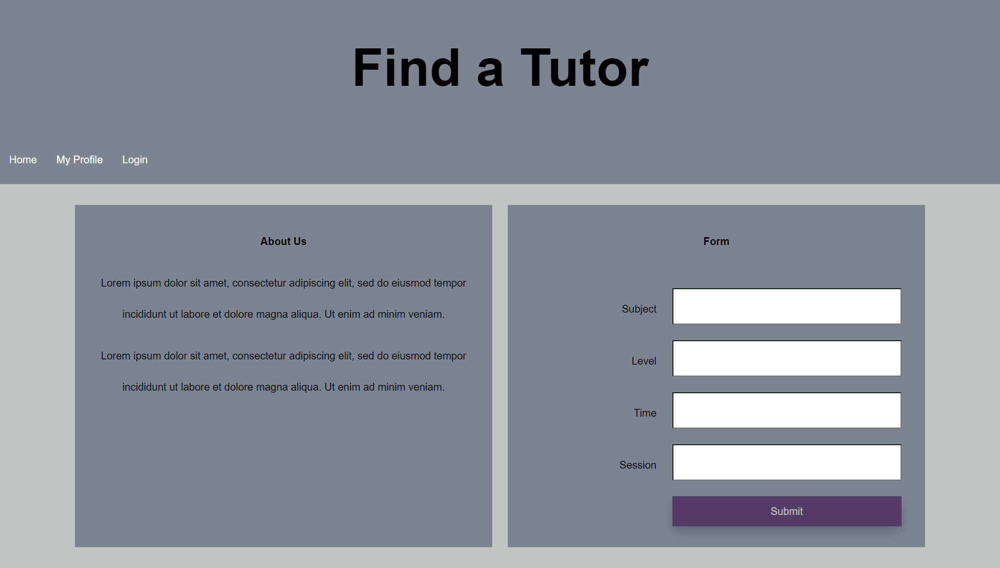 Find a Tutor
Home My Profile Login
About Us
Lorem ipsum dolor sit amet, consectetur adipiscing elit, sed do eiusmod tempor
incididunt ut labore et dolore magna aliqua. Ut enim ad minim veniam.
Lorem ipsum dolor sit amet, consectetur adipiscing elit, sed do eiusmod tempor
incididunt ut labore et dolore magna aliqua. Ut enim ad minim veniam.
Form
Subject
Level
Time
Session
Submit